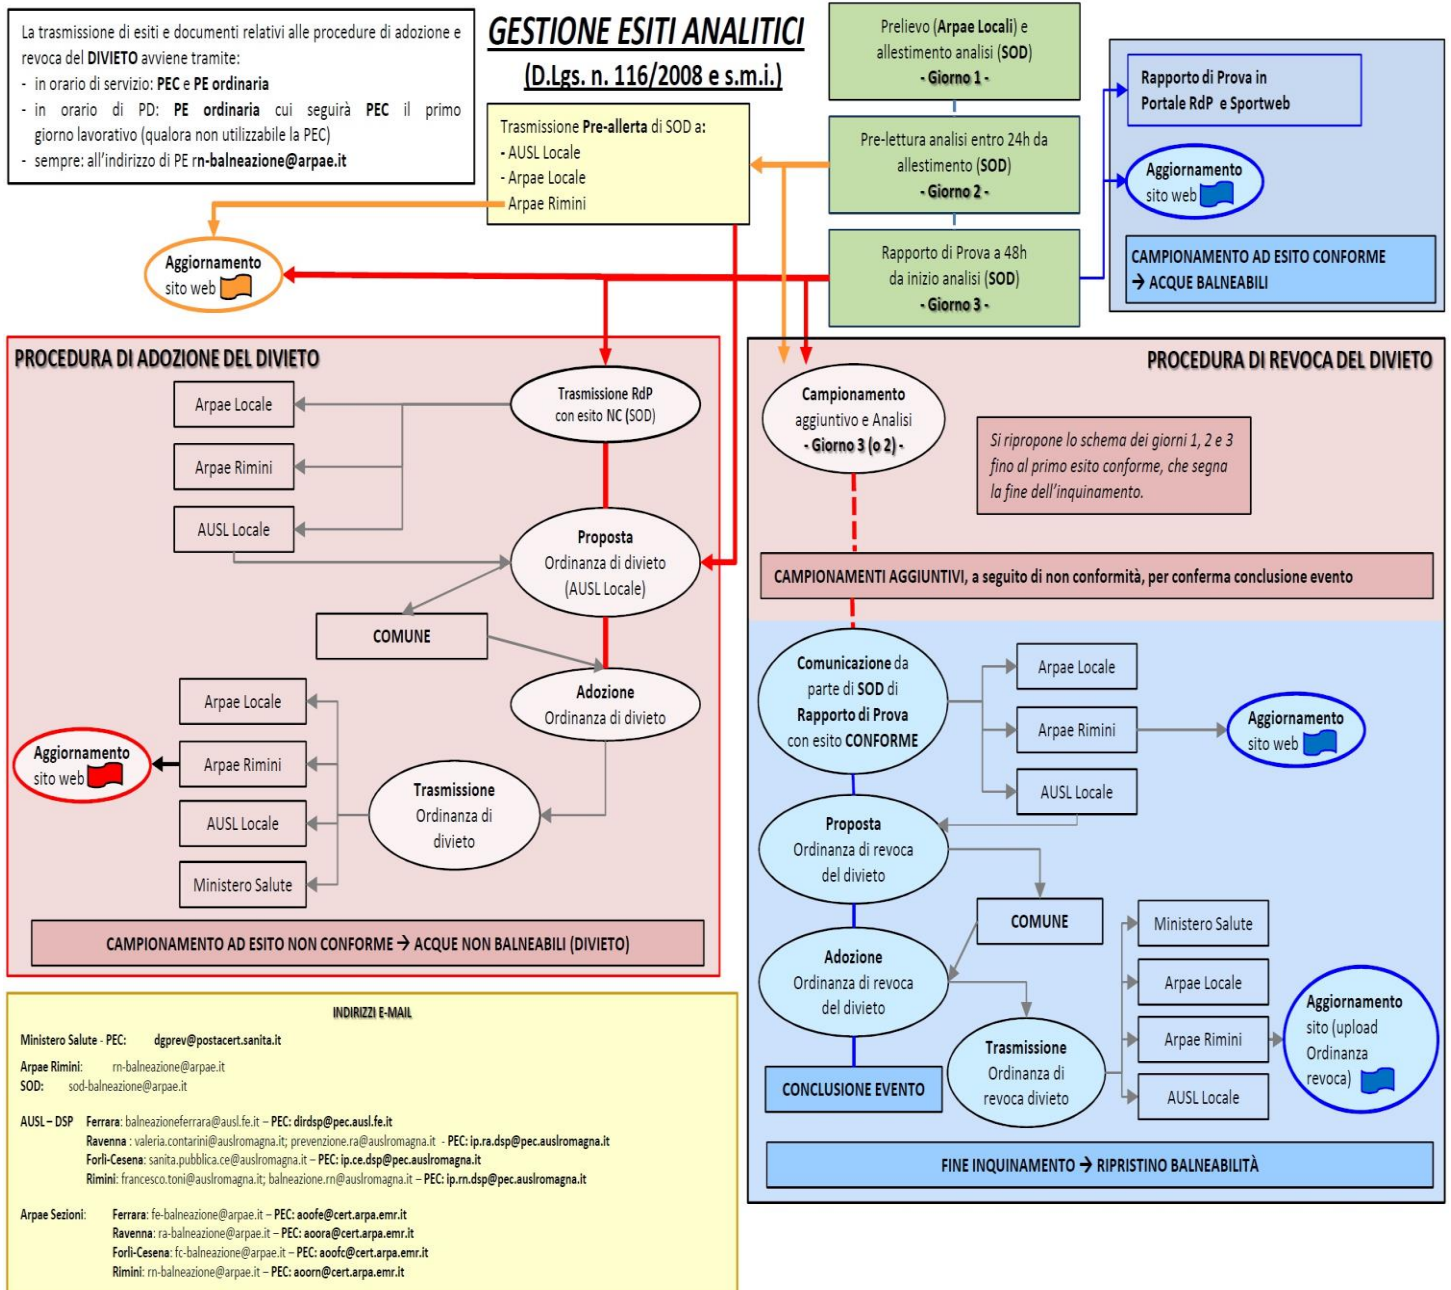 La trasmissione di esiti e documenti relativi alle procedure di adozione e
revoca del DIVIETO avviene tramite:
- in orario di servizio: PEC e PE ordinaria
- in orario di PD: PE ordinaria cui seguirà PEC il primo
giorno lavorativo (qualora non utilizzabile la PEC)
- sempre: all'indirizzo di PE rn-balneazione@arpae.it
GESTIONE ESITI ANALITICI
(D.Lgs. n. 116/2008 e s.m.i.)
Trasmissione Pre-allerta di SOD a:
- AUSL Locale
- Arpae Locale
- Arpae Rimini
Prelievo (Arpae Locali) e
allestimento analisi (SOD)
- Giorno 1 -
Pre-lettura analisi entro 24h da
allestimento (SOD)
- Giorno 2 -
Rapporto di Prova a 48h
da inizio analisi (SOD)
- Giorno 3 -
Rapporto di Prova in
Portale RdP e Sportweb
Aggiornamento
sito web
CAMPIONAMENTO AD ESITO CONFORME
→ ACQUE BALNEABILI
Aggiornamento
sito web
PROCEDURA DI ADOZIONE DEL DIVIETO
Trasmissione RdP
con esito NC (SOD)
Arpae Locale
Arpae Rimini
AUSL Locale
Proposta
Ordinanza di divieto
(AUSL Locale)
COMUNE
Adozione
Ordinanza di divieto
Arpae Locale
Aggiornamento
sito web
Arpae Rimini
AUSL Locale
Ministero Salute
Trasmissione
Ordinanza di
divieto
CAMPIONAMENTO AD ESITO NON CONFORME → ACQUE NON BALNEABILI (DIVIETO)
PROCEDURA DI REVOCA DEL DIVIETO
Campionamento
aggiuntivo e Analisi
- Giorno 3 (o 2) -
Si ripropone lo schema dei giorni 1, 2 e 3
fino al primo esito conforme, che segna
la fine dell'inquinamento.
CAMPIONAMENTI AGGIUNTIVI, a seguito di non conformità, per conferma conclusione evento
Comunicazione da
parte di SOD di
Rapporto di Prova
con esito CONFORME
Arpae Locale
Arpae Rimini
AUSL Locale
Aggiornamento
sito web
Proposta
Ordinanza di revoca
del divieto
COMUNE
Adozione
Ordinanza di revoca
del divieto
Trasmissione
Ordinanza di
revoca divieto
Ministero Salute
Arpae Locale
Arpae Rimini
AUSL Locale
Aggiornamento
sito (upload
Ordinanza
revoca)
CONCLUSIONE EVENTO
FINE INQUINAMENTO → RIPRISTINO BALNEABILITÀ
INDIRIZZI E-MAIL
Ministero Salute - PEC: dgprev@postacert.sanita.it
Arpae Rimini: rn-balneazione@arpae.it
SOD: sod-balneazione@arpae.it
AUSL – DSP Ferrara: balneazioneferrara@ausl.fe.it – PEC: dirdsp@pec.ausl.fe.it
Ravenna : valeria.contarini@auslromagna.it; prevenzione.ra@auslromagna.it - PEC: ip.ra.dsp@pec.auslromagna.it
Forlì-Cesena: sanita.pubblica.ce@auslromagna.it – PEC: ip.ce.dsp@pec.auslromagna.it
Rimini: francesco.toni@auslromagna.it; balneazione.rn@auslromagna.it – PEC: ip.rn.dsp@pec.auslromagna.it
Arpae Sezioni: Ferrara: fe-balneazione@arpae.it – PEC: aoofe@cert.arpa.emr.it
Ravenna: ra-balneazione@arpae.it – PEC: aoora@cert.arpa.emr.it
Forlì-Cesena: fc-balneazione@arpae.it – PEC: aoofc@cert.arpa.emr.it
Rimini: rn-balneazione@arpae.it – PEC: aoorn@cert.arpa.emr.it